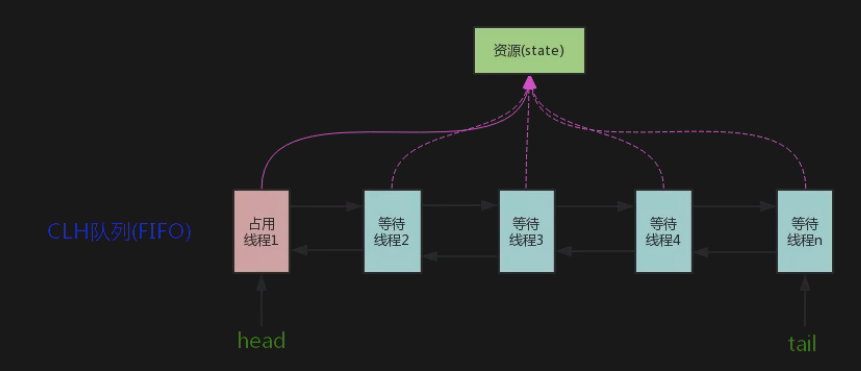 资源(state)
CLH队列(FIFO)
占用
线程1
等待
线程2
等待
线程3
等待
线程4
等待
线程n
head
tail